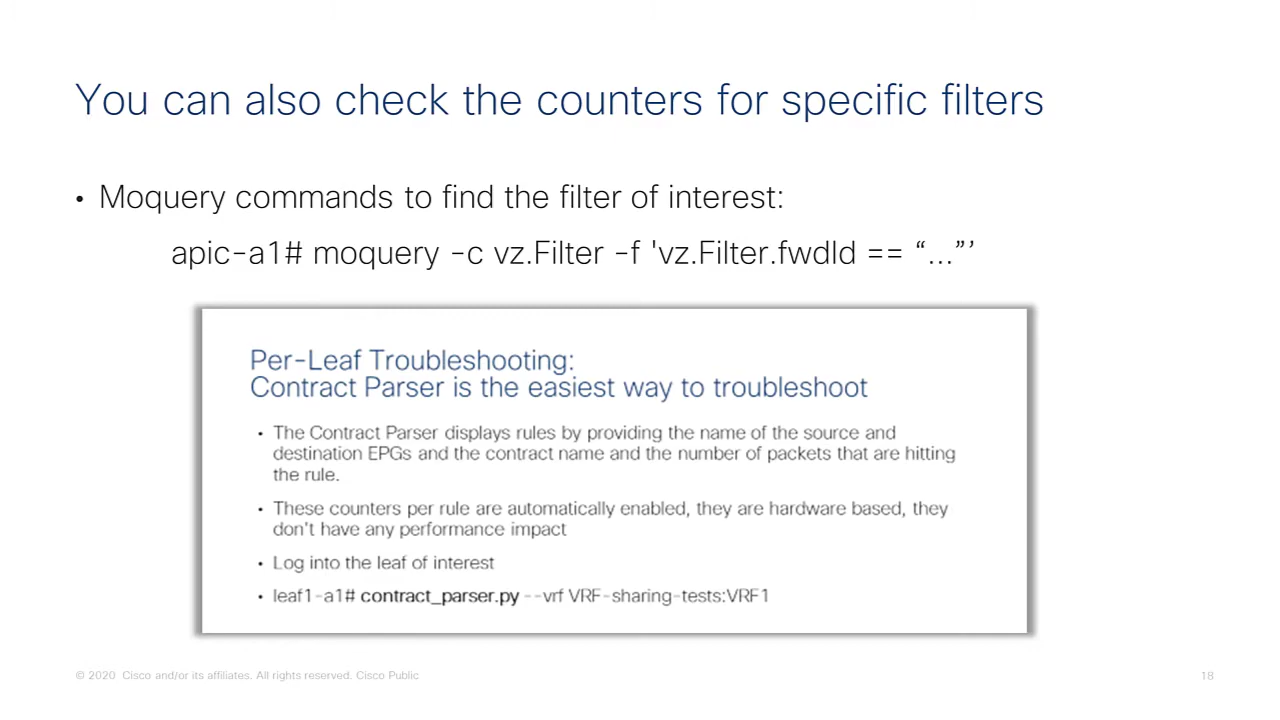 You can also check the counters for specific filters
• Moquery commands to find the filter of interest:
apic-a1# moquery -c vz.Filter -f 'vz.Filter.fwdId == “…”’
Per-Leaf Troubleshooting:
Contract Parser is the easiest way to troubleshoot
• The Contract Parser displays rules by providing the name of the source and
destination EPGs and the contract name and the number of packets that are hitting
the rule.
• These counters per rule are automatically enabled, they are hardware based, they
don't have any performance impact
• Log into the leaf of interest
• leaf1-a1# contract_parser.py --vrf VRF-sharing-tests:VRF1
© 2020 Cisco and/or its affiliates. All rights reserved. Cisco Public
18